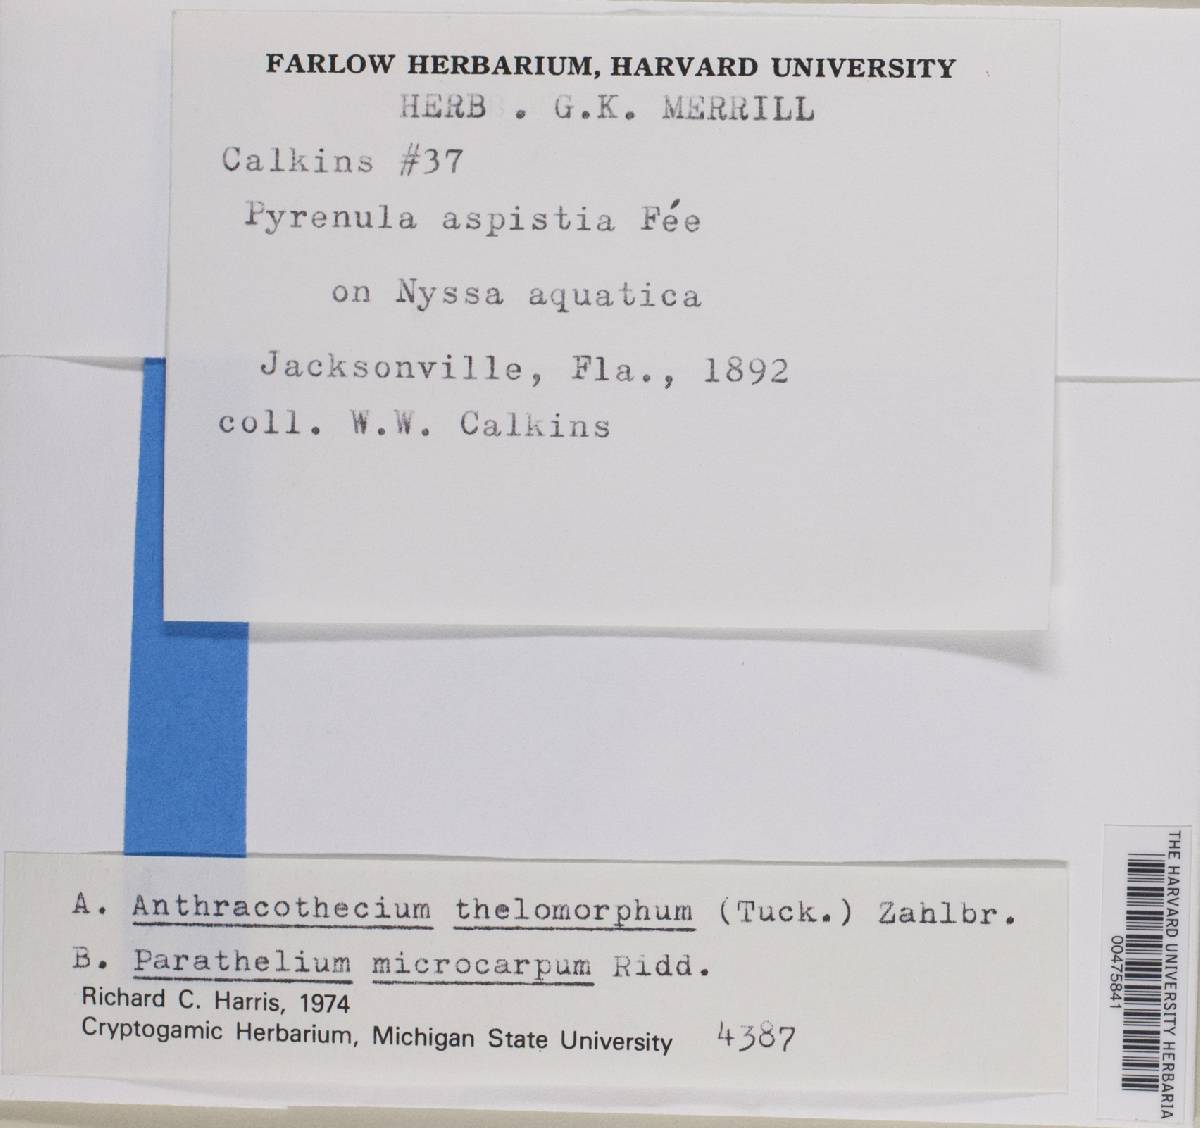 FARLOW HERBARIUM, HARVARD UNIVERSITY
HERB . G.K. MERRILL
Calkins #37
Pyrenula aspistia Fée
on Nyssa aquatica
Jacksonville, Fla., 1892
coll. W.W. Calkins
A. Anthracothecium thelomorphum (Tuck.) Zahlbr.
B. Parathelium microcarpum Ridd.
Richard C. Harris, 1974
Cryptogamic Herbarium, Michigan State University 4387
THE HARVARD UNIVERSITY HERBARIA
00475841